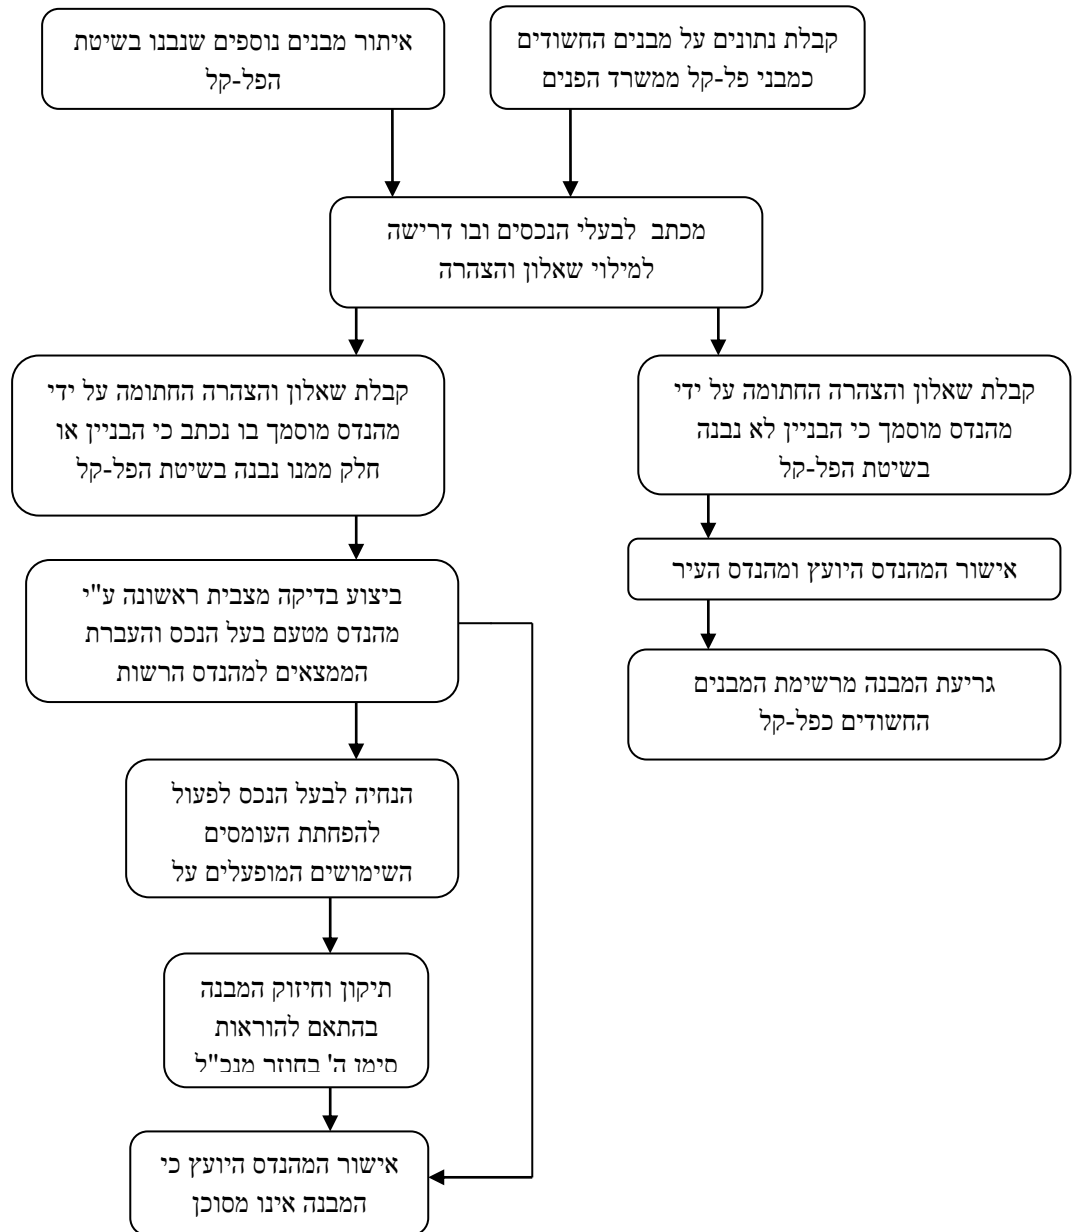 קבלת נתונים על מבנים החשודים
כמבני פל-קל ממשרד הפנים
איתור מבנים נוספים שנבנו בשיטת
הפל-קל
מכתב לבעלי הנכסים ובו דרישה
למילוי שאלון והצהרה
קבלת שאלון והצהרה החתומה על ידי
מהנדס מוסמך כי הבניין לא נבנה
בשיטת הפל-קל
אישור המהנדס היועץ ומהנדס העיר
גריעת המבנה מרשימת המבנים
החשודים כפל-קל
קבלת שאלון והצהרה החתומה על ידי
מהנדס מוסמך בו נכתב כי הבניין או
חלק ממנו נבנה בשיטת הפל-קל
ביצוע בדיקה מצבית ראשונה ע"י
מהנדס מטעם בעל הנכס והעברת
הממצאים למהנדס הרשות
הנחיה לבעל הנכס לפעול
להפחתת העומסים
השימושים המופעלים על
תיקון וחיזוק המבנה
בהתאם להוראות
סימן ה' בחוזר מנכ"ל
אישור המהנדס היועץ כי
המבנה אינו מסוכן